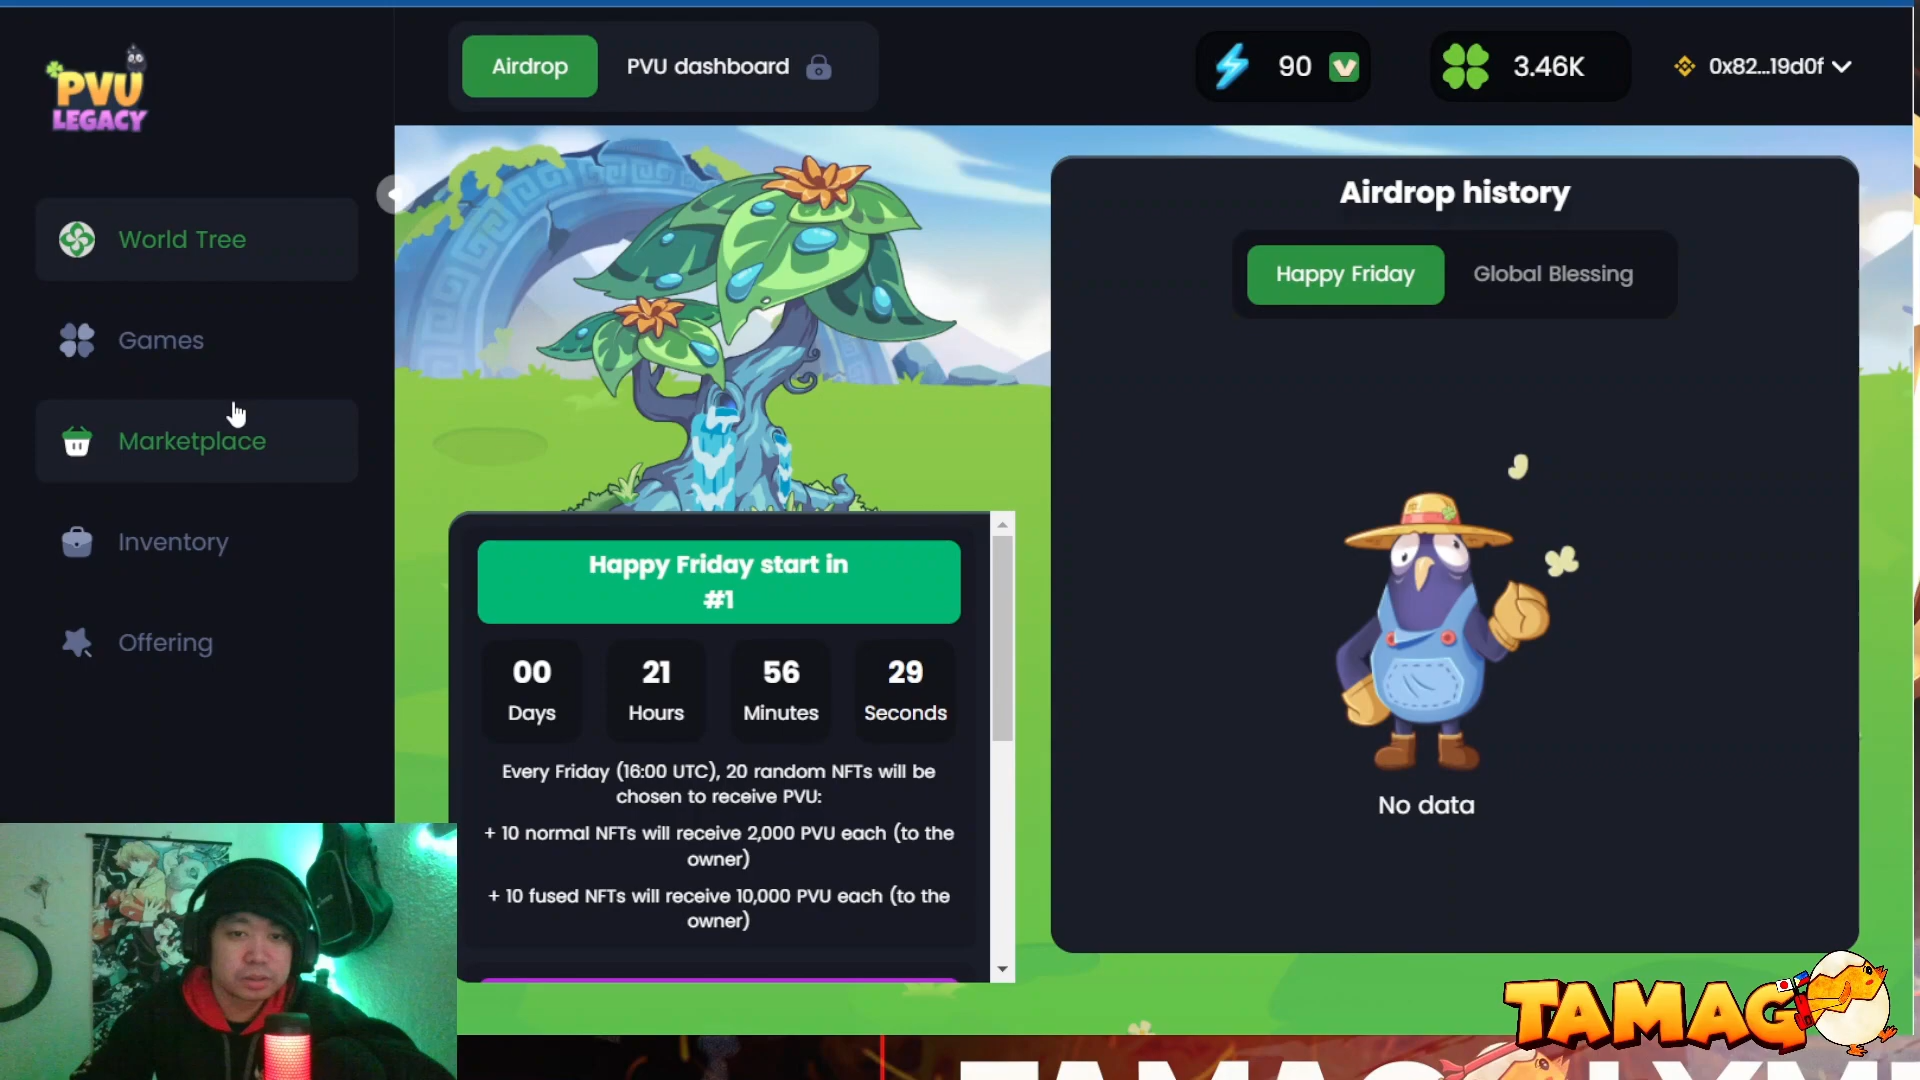 PVU
LEGACY
Airdrop
PVU dashboard
90
3.46K
0x82...19d0f
World Tree
Games
Marketplace
Inventory
Offering
Airdrop history
Happy Friday
Global Blessing
No data
Happy Friday start in
#1
00
21
56
29
Days
Hours
Minutes
Seconds
Every Friday (16:00 UTC), 20 random NFTs will be
chosen to receive PVU:
+ 10 normal NFTs will receive 2,000 PVU each (to the
owner)
+ 10 fused NFTs will receive 10,000 PVU each (to the
owner)
TAMAGO